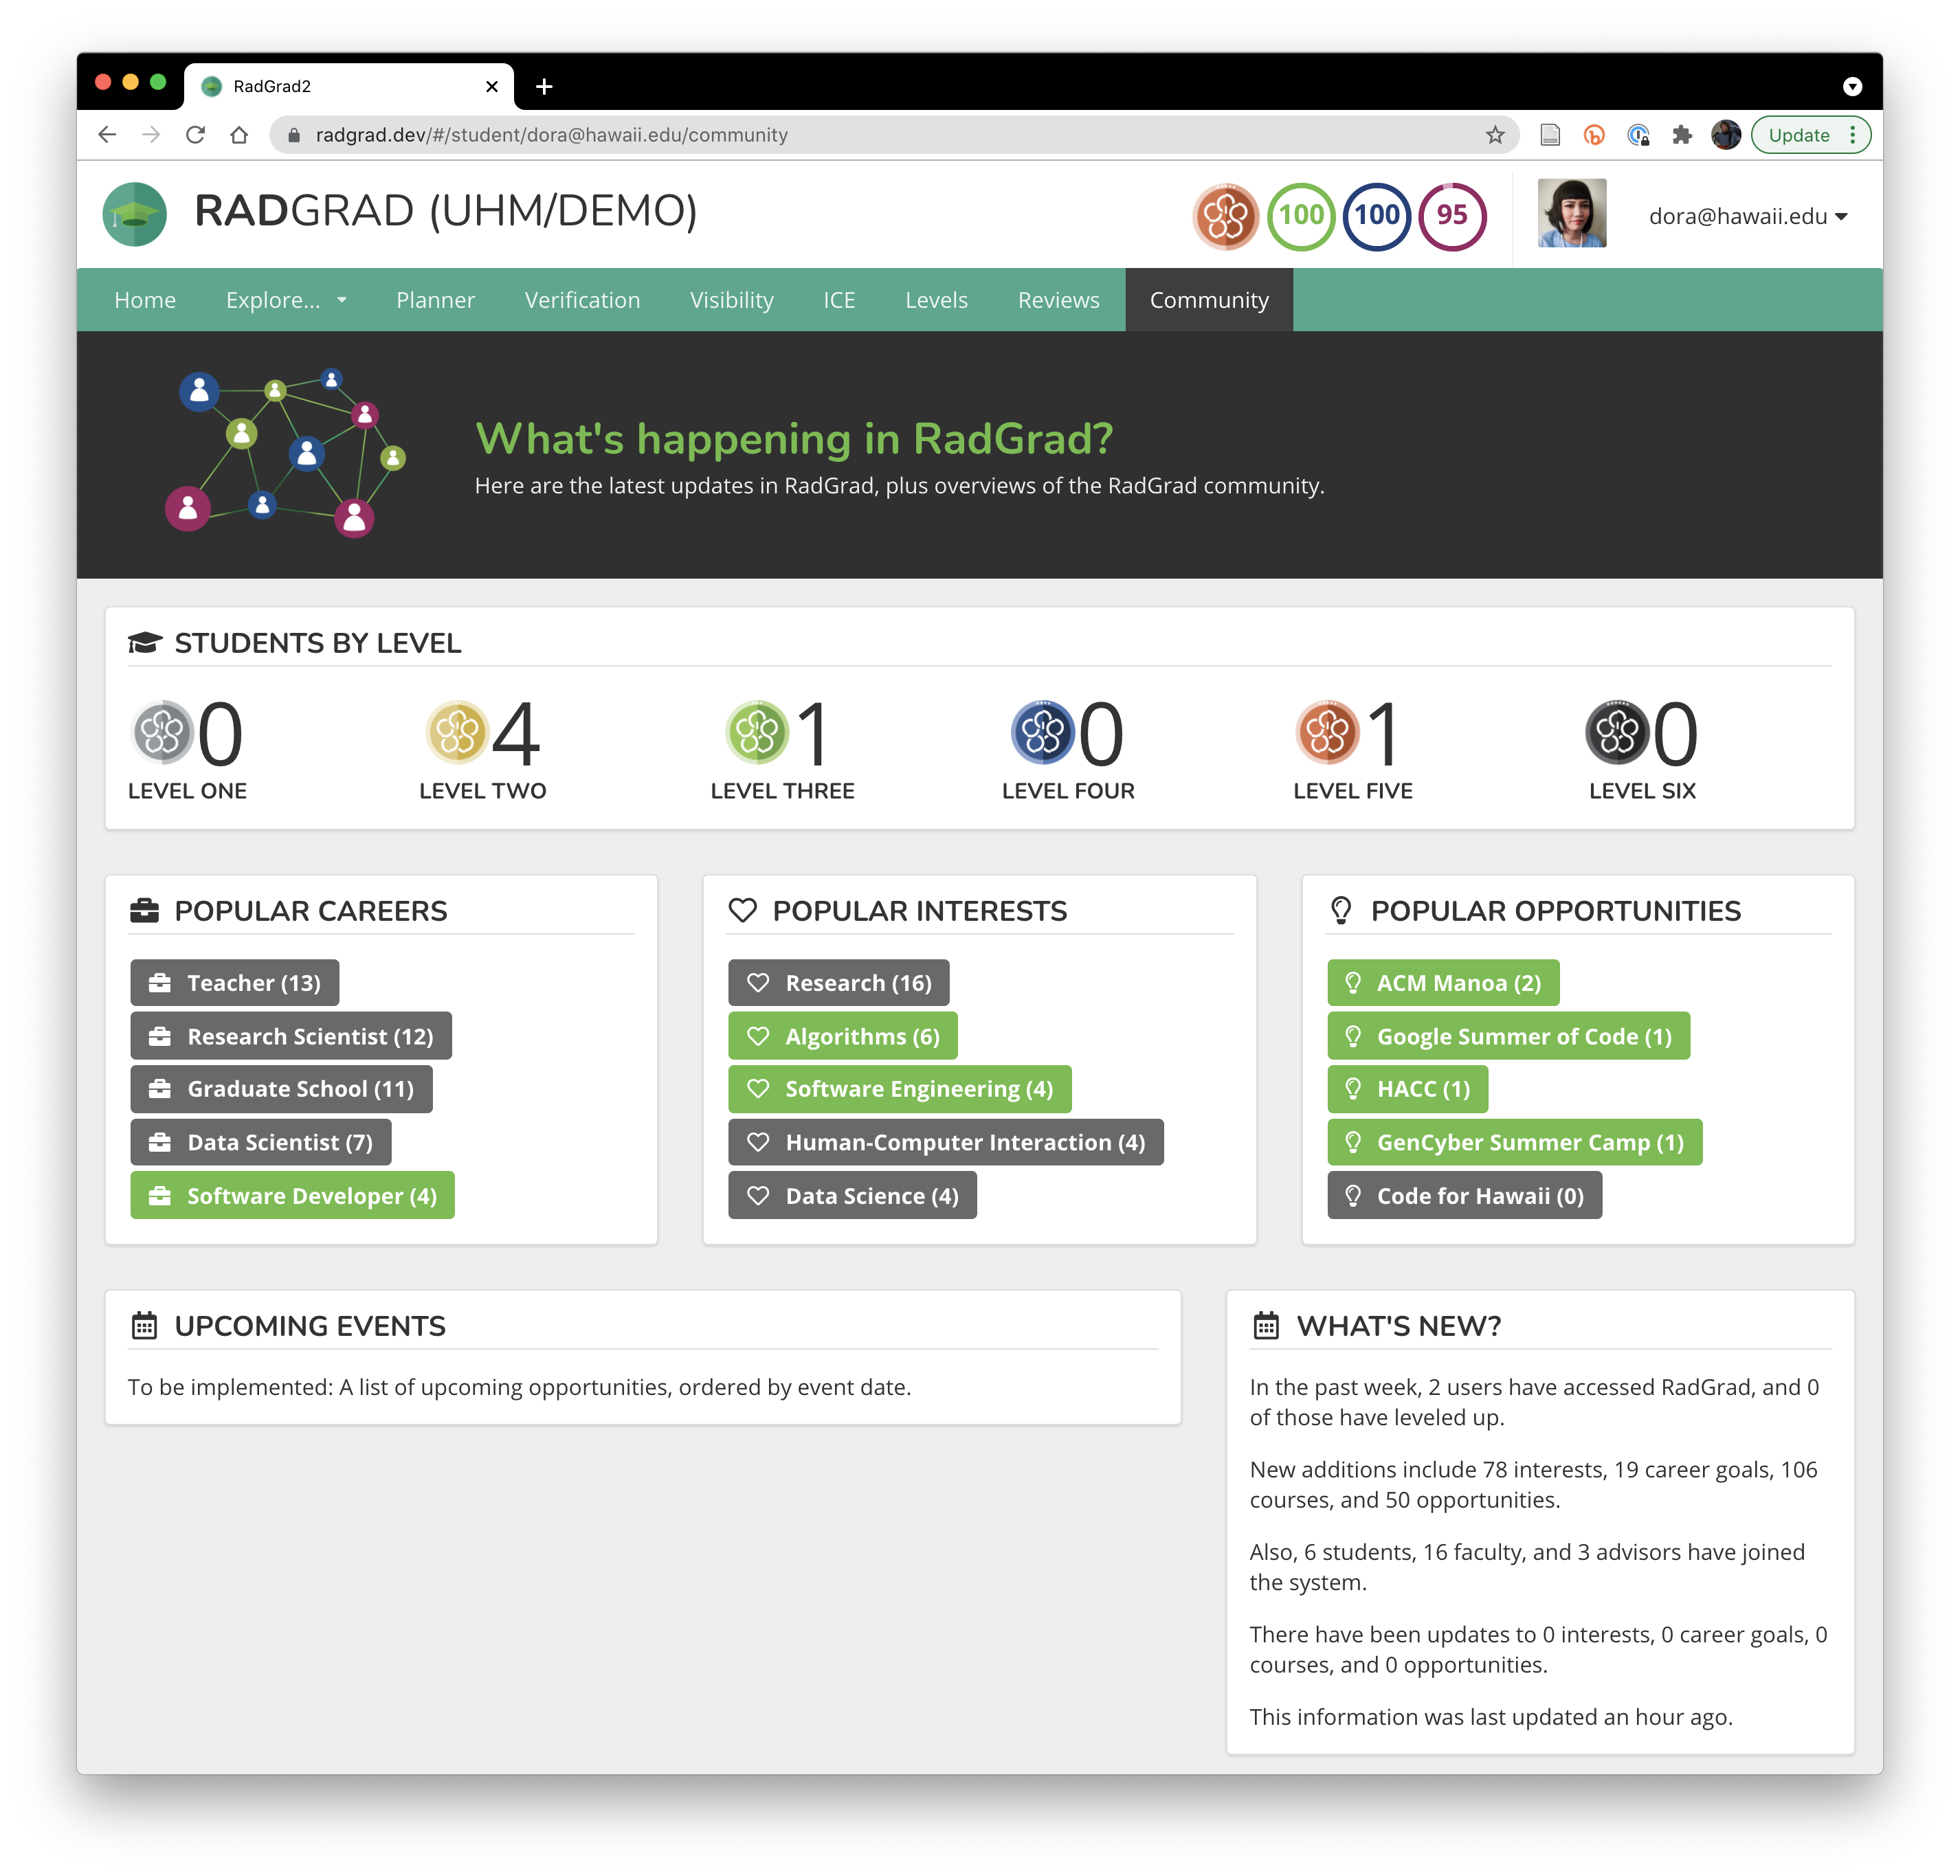 RadGrad2
radgrad.dev/#/student/dora@hawaii.edu/community
Update
RADGRAD (UHM/DEMO)
100 100 95
dora@hawaii.edu
Home Explore... Planner Verification Visibility ICE Levels Reviews Community
What's happening in RadGrad?
Here are the latest updates in RadGrad, plus overviews of the RadGrad community.
STUDENTS BY LEVEL
0 4 1 0 1 0
LEVEL ONE LEVEL TWO LEVEL THREE LEVEL FOUR LEVEL FIVE LEVEL SIX
POPULAR CAREERS
Teacher (13)
Research Scientist (12)
Graduate School (11)
Data Scientist (7)
Software Developer (4)
POPULAR INTERESTS
Research (16)
Algorithms (6)
Software Engineering (4)
Human-Computer Interaction (4)
Data Science (4)
POPULAR OPPORTUNITIES
ACM Manoa (2)
Google Summer of Code (1)
HACC (1)
GenCyber Summer Camp (1)
Code for Hawaii (0)
UPCOMING EVENTS
To be implemented: A list of upcoming opportunities, ordered by event date.
WHAT'S NEW?
In the past week, 2 users have accessed RadGrad, and 0
of those have leveled up.
New additions include 78 interests, 19 career goals, 106
courses, and 50 opportunities.
Also, 6 students, 16 faculty, and 3 advisors have joined
the system.
There have been updates to 0 interests, 0 career goals, 0
courses, and 0 opportunities.
This information was last updated an hour ago.